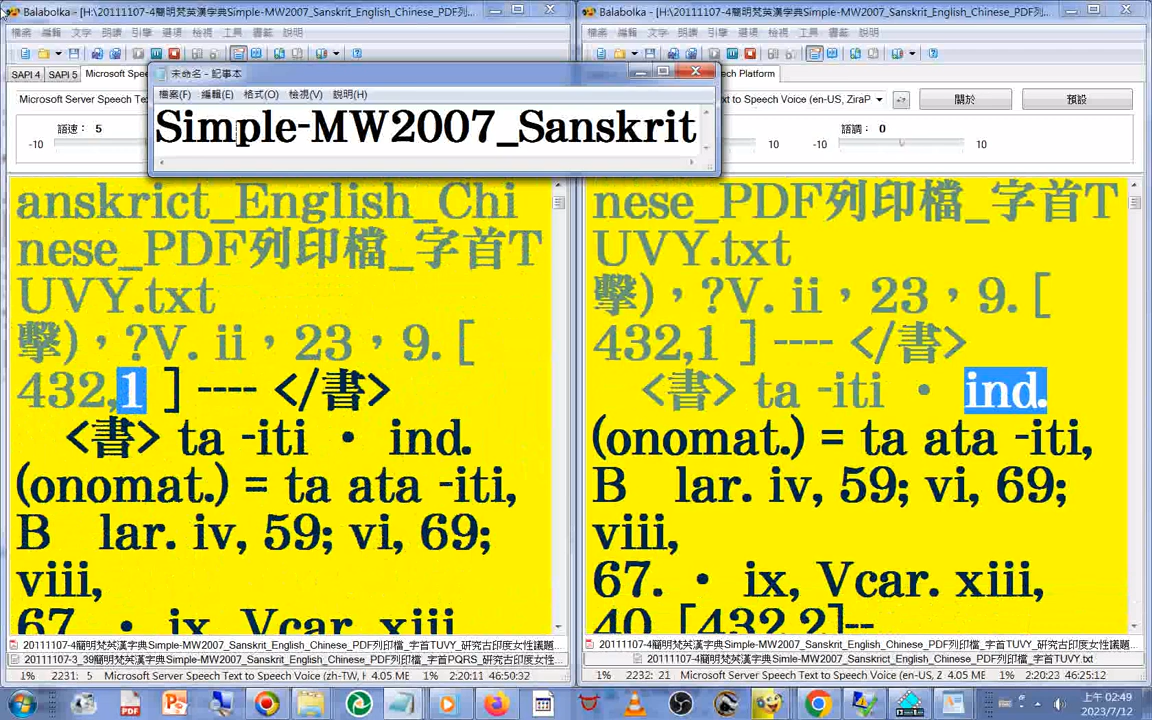 Balabolka - [H:\20111107-4簡明梵英漢字典Simple-MW2007_Sanskrit_English_Chinese_PDF列...
檔案 編輯 文字 朗讀 引擎 選項 檢視 工具 書籤 說明
SAPI 4 SAPI 5 Microsoft Spee
Microsoft Server Speech Text
語速： 5
-10
anskrict_English_Chi
nese_PDF列印檔_字首T
UVY.txt
擊)，?V. ii，23，9. [
432,1 ] ---- </書>
<書> ta -iti • ind.
(onomat.) = ta ata -iti,
B lar. iv, 59; vi, 69;
viii,
67. • ix, Vcar. xiii,
20111107-4簡明梵英漢字典Simle-MW2007_Sanskrict_English_Chinese_PDF列印檔_字首TUVY_研究古印度女性議題
20111107-3_39簡明梵英漢字典Simple-MW2007_Sanskrit_English_Chinese_PDF列印檔_字首PQRS_研究古印度女性...
1% 2231: 5 Microsoft Server Speech Text to Speech Voice (zh-TW, H 4.05 ME 1% 2:20:11 46:50:32
未命名 - 記事本
檔案(F) 編輯(E) 格式(O) 檢視(V) 說明(H)
Simple-MW2007_Sanskrit
Balabolka - [H:\20111107-4簡明梵英漢字典Simple-MW2007_Sanskrit_English_Chinese_PDF列...
檔案 編輯 文字 朗讀 引擎 選項 檢視 工具 書籤 說明
ech Platform
t to Speech Voice (en-US, ZiraP 關於 預設
語調： 0
10 -10 10
nese_PDF列印檔_字首T
UVY.txt
擊)，?V. ii，23，9. [
432,1 ] ---- </書>
<書> ta -iti • ind.
(onomat.) = ta ata -iti,
B lar. iv, 59; vi, 69;
viii,
67. • ix, Vcar. xiii,
40. [432,2]--
20111107-4簡明梵英漢字典Simle-MW2007_Sanskrict_English_Chinese_PDF列印檔_字首TUVY_研究古印度女性議題
20111107-4簡明梵英漢字典Simle-MW2007_Sanskrict_English_Chinese_PDF列印檔_字首TUVY.txt
1% 2232: 21 Microsoft Server Speech Text to Speech Voice (en-US, Z 4.05 ME 1% 2:20:23 46:25:12
上午 02:49
2023/7/12